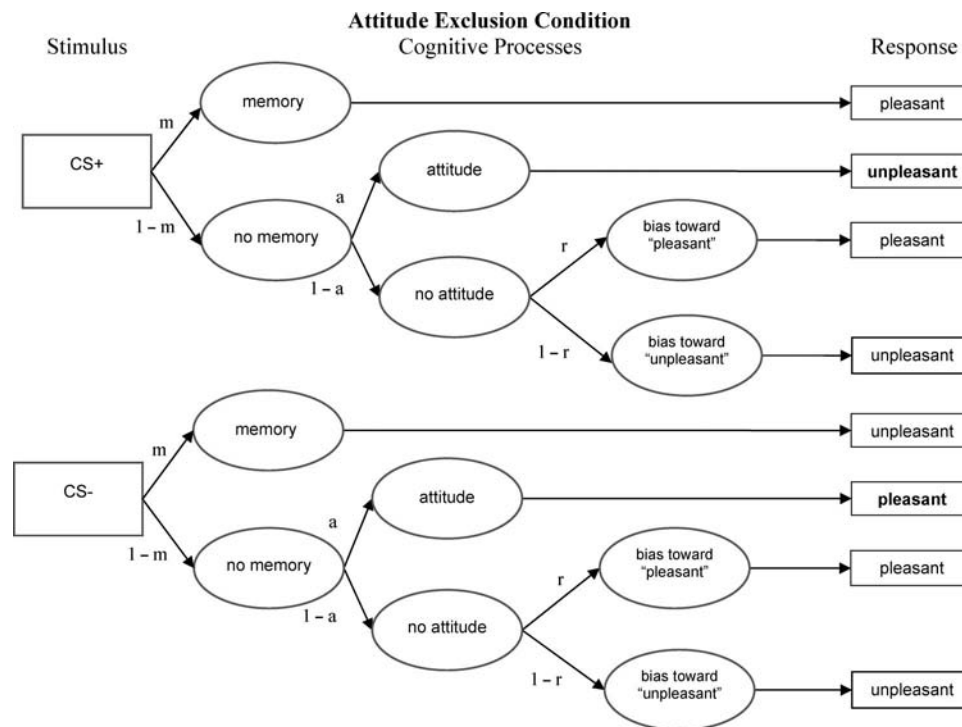 Attitude Exclusion Condition
Stimulus
Cognitive Processes
Response
memory
pleasant
m
CS+
attitude
unpleasant
a
1 – m
no memory
bias toward
"pleasant"
pleasant
r
1 – a
no attitude
1 – r
bias toward
"unpleasant"
unpleasant
memory
unpleasant
m
CS-
attitude
pleasant
a
1 – m
no memory
bias toward
"pleasant"
pleasant
r
1 – a
no attitude
1 – r
bias toward
"unpleasant"
unpleasant